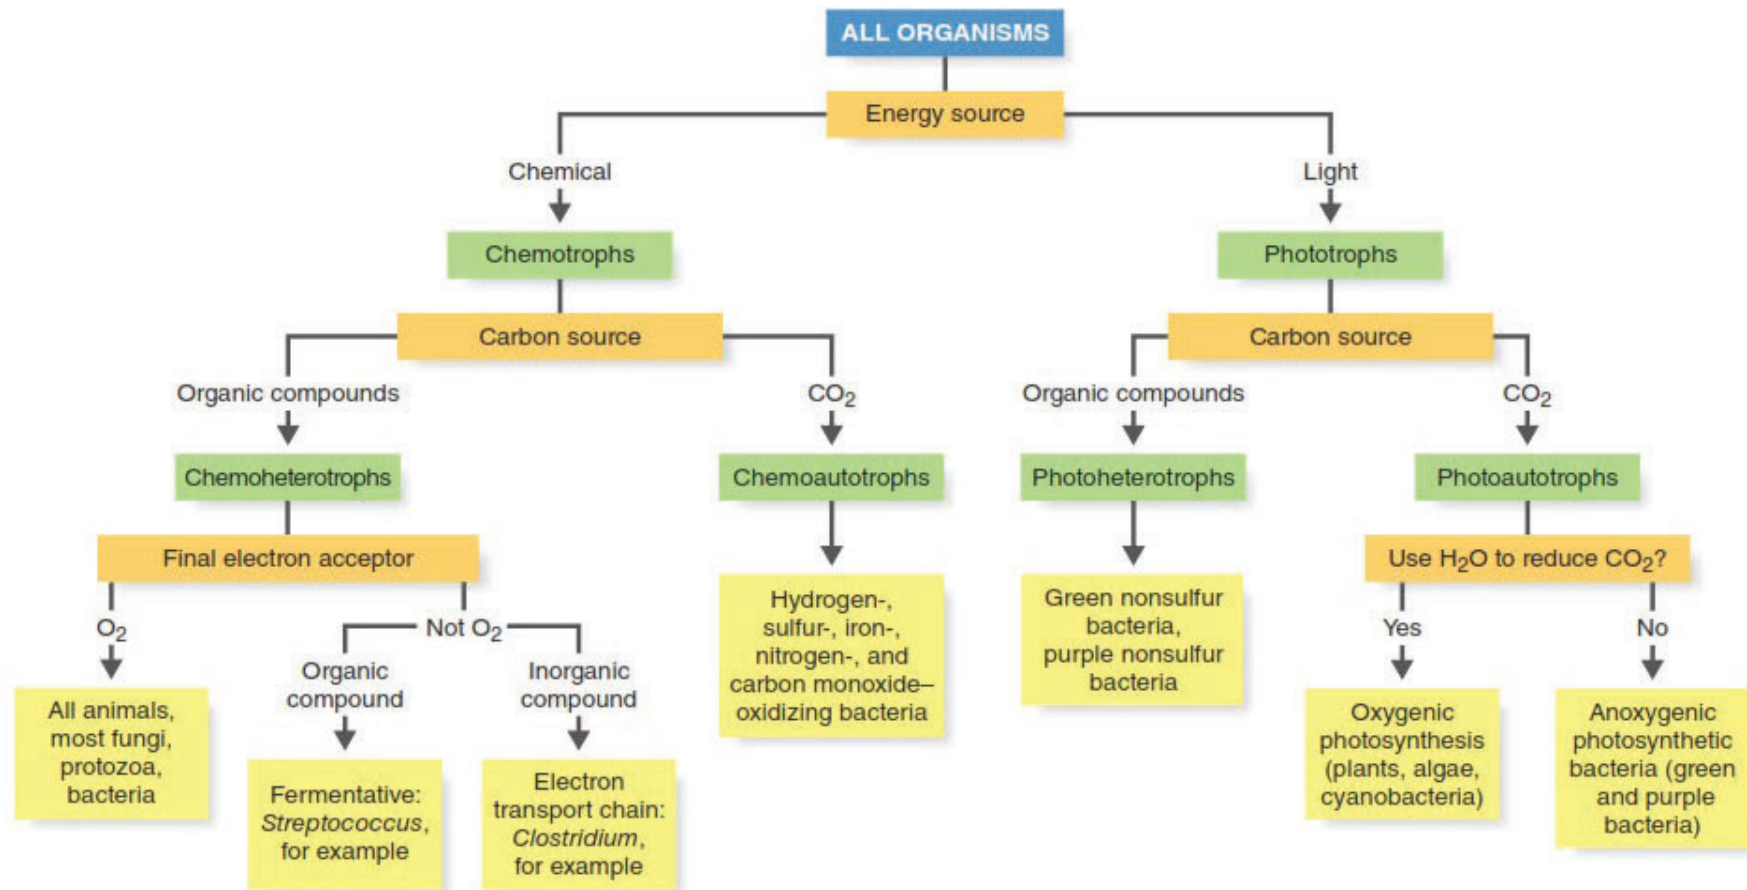 ALL ORGANISMS
Energy source
Chemical
Light
Chemotrophs
Phototrophs
Carbon source
Carbon source
Organic compounds
CO₂
Organic compounds
CO₂
Chemoheterotrophs
Chemoautotrophs
Photoheterotrophs
Photoautotrophs
Final electron acceptor
Use H₂O to reduce CO₂?
O₂
Not O₂
Organic
compound
Inorganic
compound
Yes
No
All animals,
most fungi,
protozoa,
bacteria
Fermentative:
Streptococcus,
for example
Electron
transport chain:
Clostridium,
for example
Hydrogen-,
sulfur-, iron-,
nitrogen-, and
carbon monoxide–
oxidizing bacteria
Green nonsulfur
bacteria,
purple nonsulfur
bacteria
Oxygenic
photosynthesis
(plants, algae,
cyanobacteria)
Anoxygenic
photosynthetic
bacteria (green
and purple
bacteria)